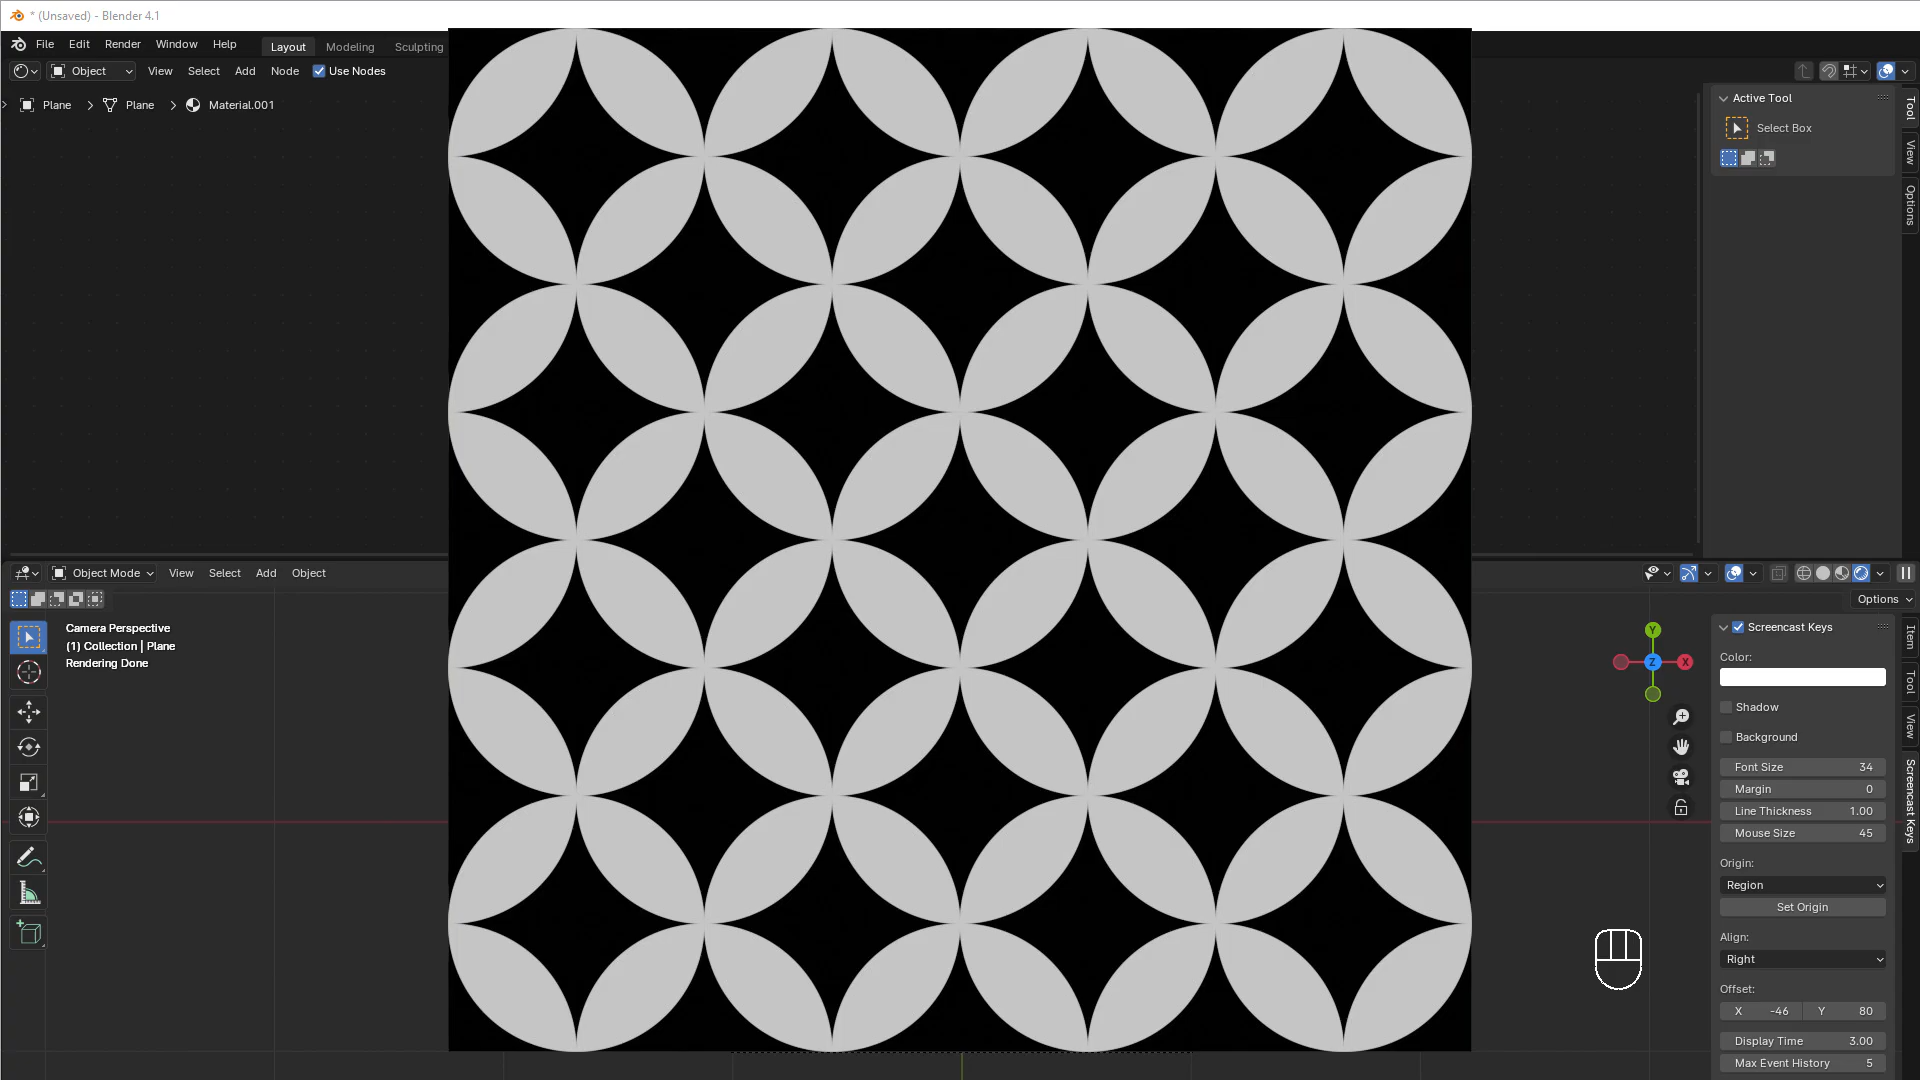 * (Unsaved) - Blender 4.1
File Edit Render Window Help Layout Modeling Sculpting
Object View Select Add Node Use Nodes
Plane Plane Material.001
Active Tool
Select Box
Tool
View
Options
Object Mode View Select Add Object
Options
Camera Perspective
(1) Collection | Plane
Rendering Done
Y
Z
X
Screencast Keys
Color:
Shadow
Background
Font Size 34
Margin 0
Line Thickness 1.00
Mouse Size 45
Origin:
Region
Set Origin
Align:
Right
Offset:
X -46 Y 80
Display Time 3.00
Max Event History 5
Item
Tool
View
Screencast Keys